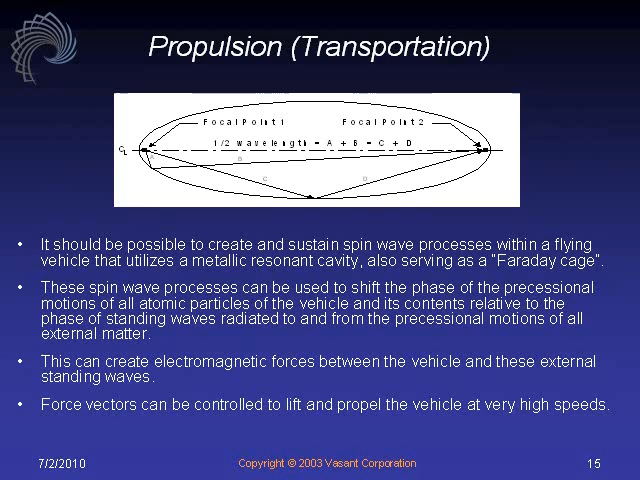 Propulsion (Transportation)
Focal Point 1
Focal Point 2
1/2 wavelength = A + B = C + D
CL
A
B
C
D
• It should be possible to create and sustain spin wave processes within a flying
vehicle that utilizes a metallic resonant cavity, also serving as a “Faraday cage”.
• These spin wave processes can be used to shift the phase of the precessional
motions of all atomic particles of the vehicle and its contents relative to the
phase of standing waves radiated to and from the precessional motions of all
external matter.
• This can create electromagnetic forces between the vehicle and these external
standing waves.
• Force vectors can be controlled to lift and propel the vehicle at very high speeds.
7/2/2010
Copyright © 2003 Vasant Corporation
15